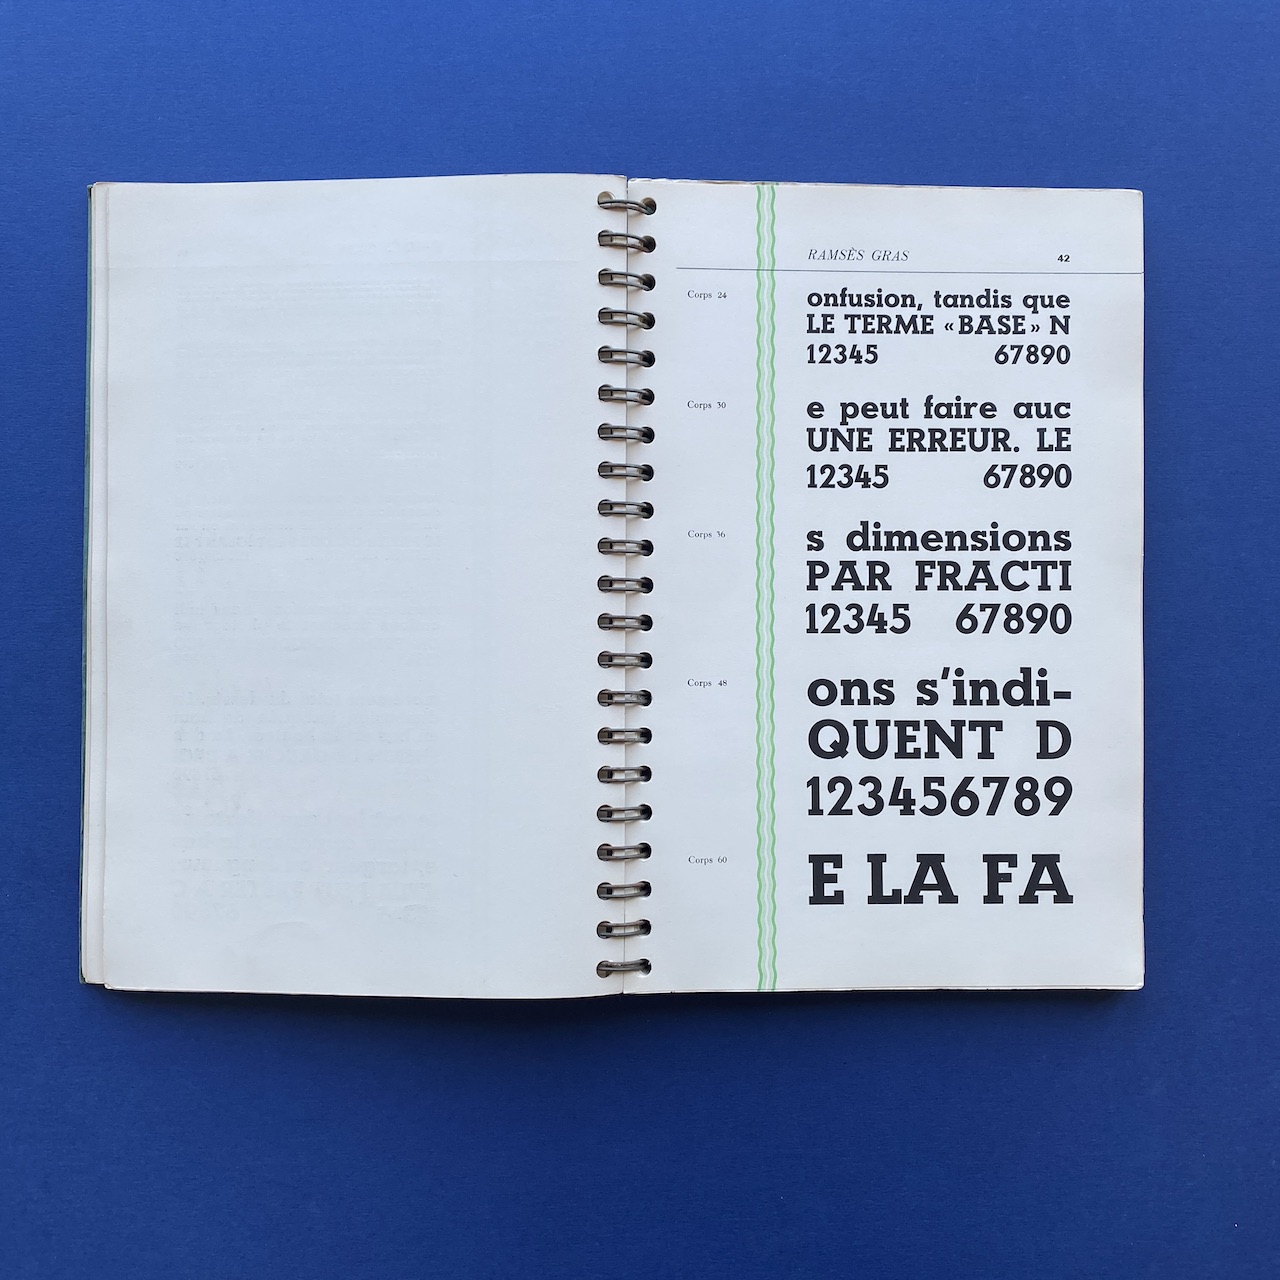 RAMSÈS GRAS 42
Corps 24
onfusion, tandis que
LE TERME «BASE» N
12345 67890
Corps 30
e peut faire auc
UNE ERREUR. LE
12345 67890
Corps 36
s dimensions
PAR FRACTI
12345 67890
Corps 48
ons s’indi-
QUENT D
123456789
Corps 60
E LA FA